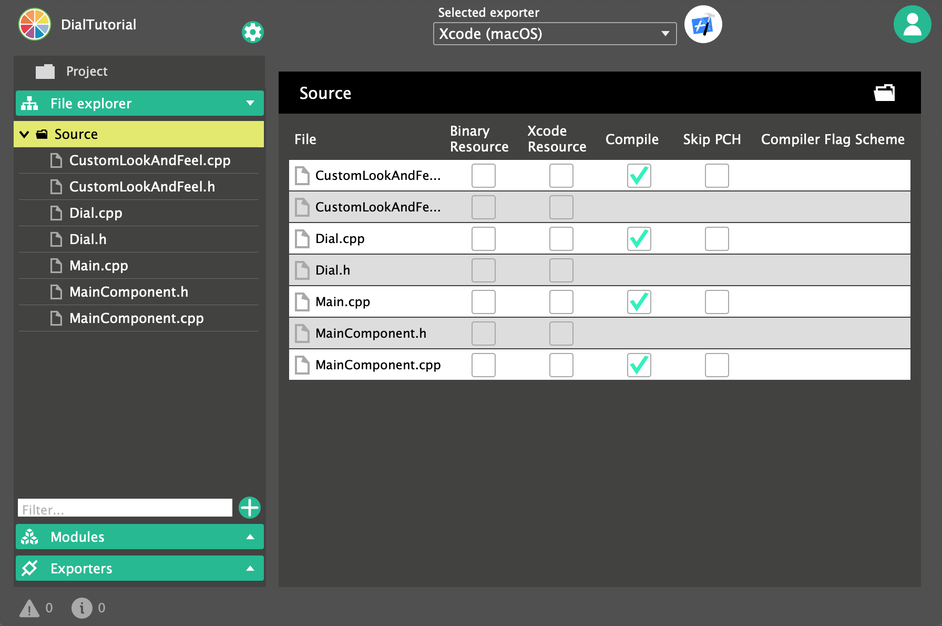 DialTutorial
Selected exporter
Xcode (macOS)
Project
File explorer
Source
CustomLookAndFeel.cpp
CustomLookAndFeel.h
Dial.cpp
Dial.h
Main.cpp
MainComponent.h
MainComponent.cpp
Filter...
Modules
Exporters
0
0
Source
File
Binary Resource
Xcode Resource
Compile
Skip PCH
Compiler Flag Scheme
CustomLookAndFe...
CustomLookAndFe...
Dial.cpp
Dial.h
Main.cpp
MainComponent.h
MainComponent.cpp